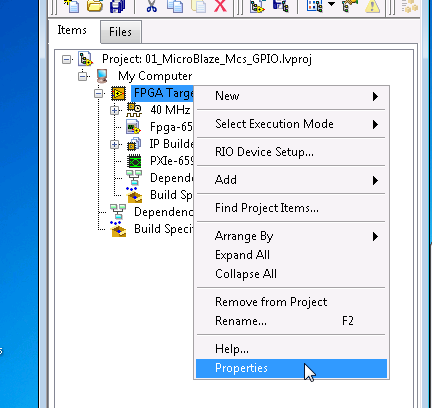 Items Files
Project: 01_MicroBlaze_Mcs_GPIO.lvproj
My Computer
FPGA Targe
40 MHz
Fpga-65
IP Builde
PXIe-659
Depende
Build Sp
Dependenc
Build Specif
New
Select Execution Mode
RIO Device Setup...
Add
Find Project Items...
Arrange By
Expand All
Collapse All
Remove from Project
Rename... F2
Help...
Properties